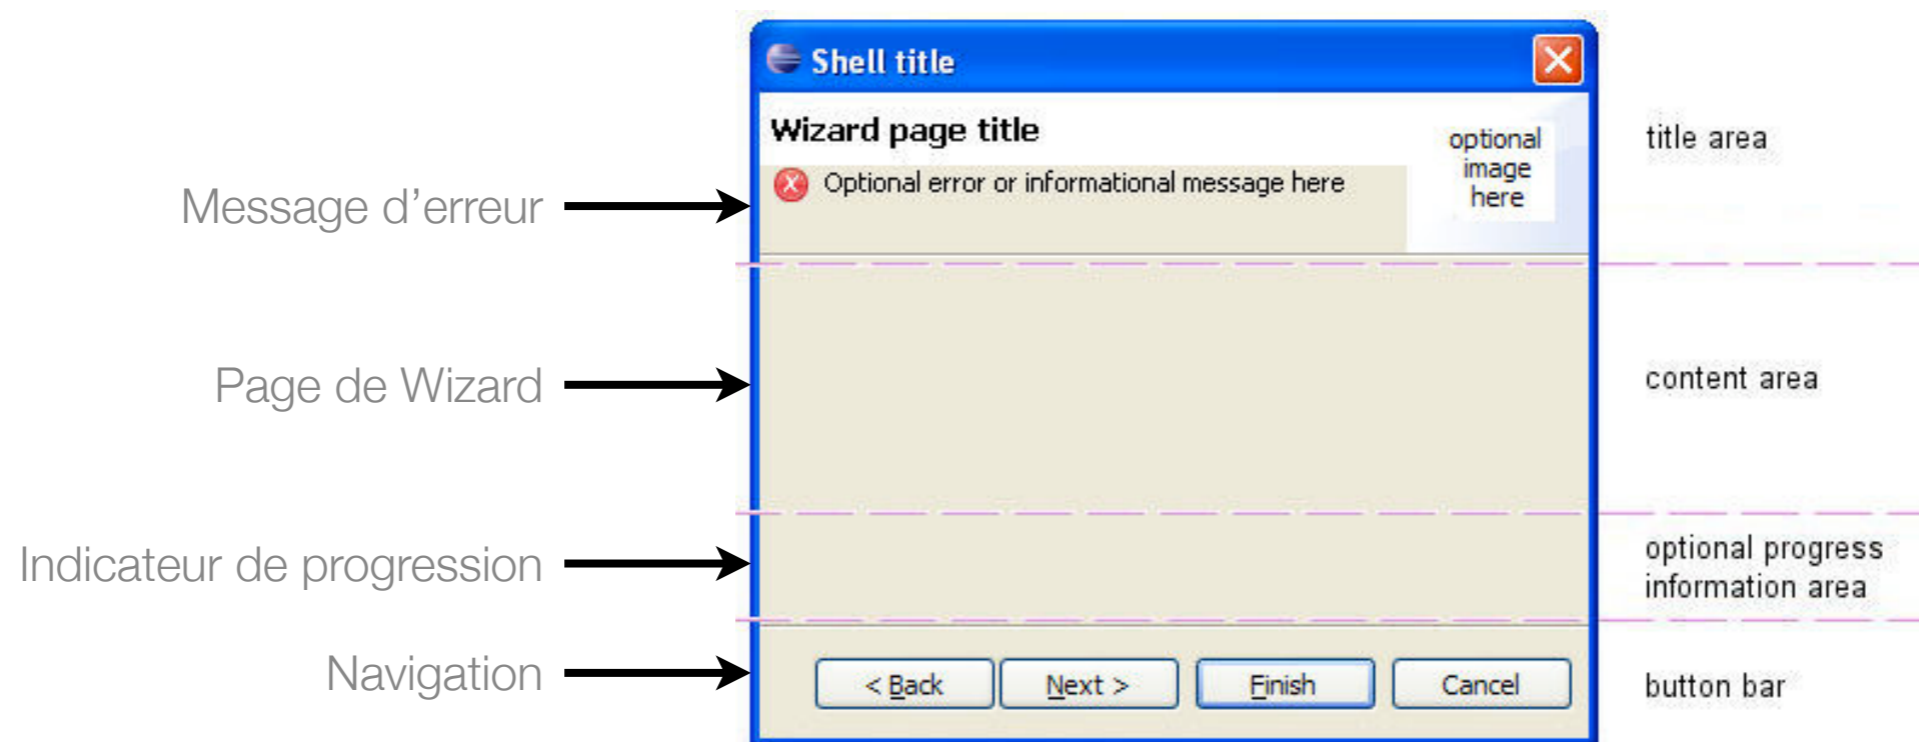 Shell title
Wizard page title
optional
image
here
title area
Optional error or informational message here
Message d’erreur
Page de Wizard
content area
Indicateur de progression
optional progress
information area
Navigation
< Back
Next >
Finish
Cancel
button bar